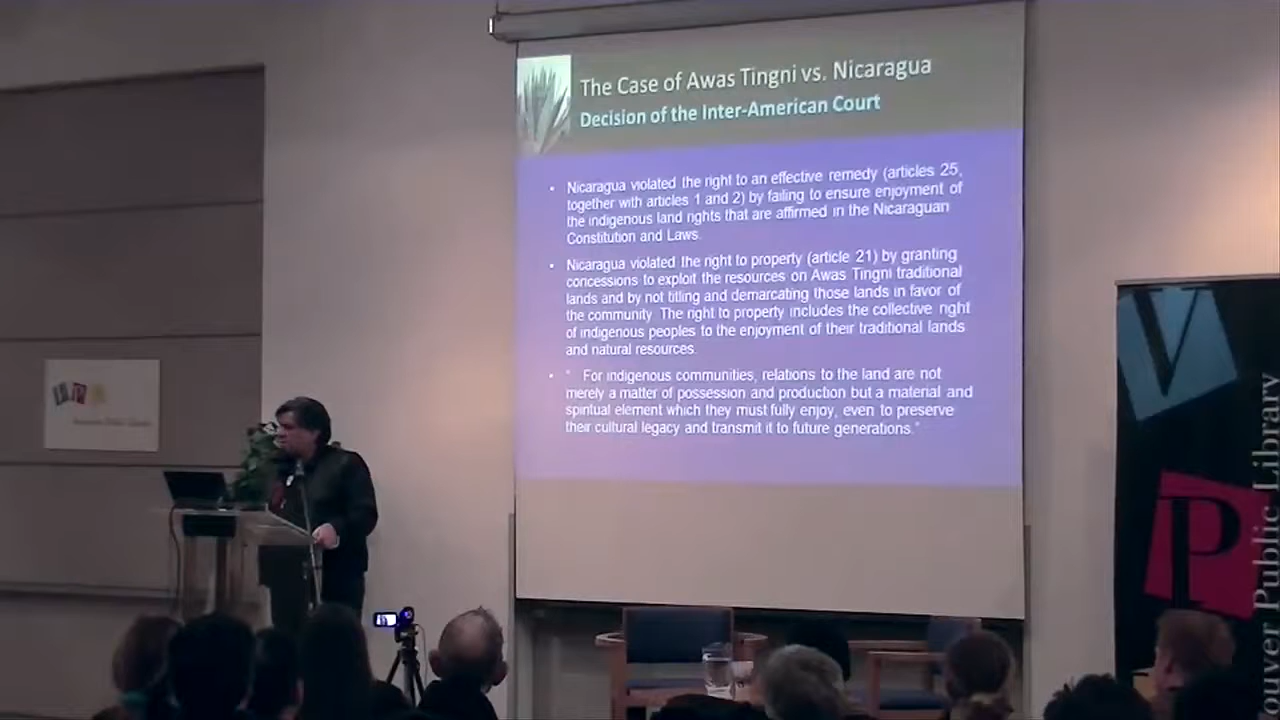 The Case of Awas Tingni vs. Nicaragua
Decision of the Inter-American Court
• Nicaragua violated the right to an effective remedy (articles 25,
together with articles 1 and 2) by failing to ensure enjoyment of
the indigenous land rights that are affirmed in the Nicaraguan
Constitution and Laws.
• Nicaragua violated the right to property (article 21) by granting
concessions to exploit the resources on Awas Tingni traditional
lands and by not titling and demarcating those lands in favor of
the community. The right to property includes the collective right
of indigenous peoples to the enjoyment of their traditional lands
and natural resources.
• " For indigenous communities, relations to the land are not
merely a matter of possession and production but a material and
spiritual element which they must fully enjoy, even to preserve
their cultural legacy and transmit it to future generations."
V
P
ouver Public Library